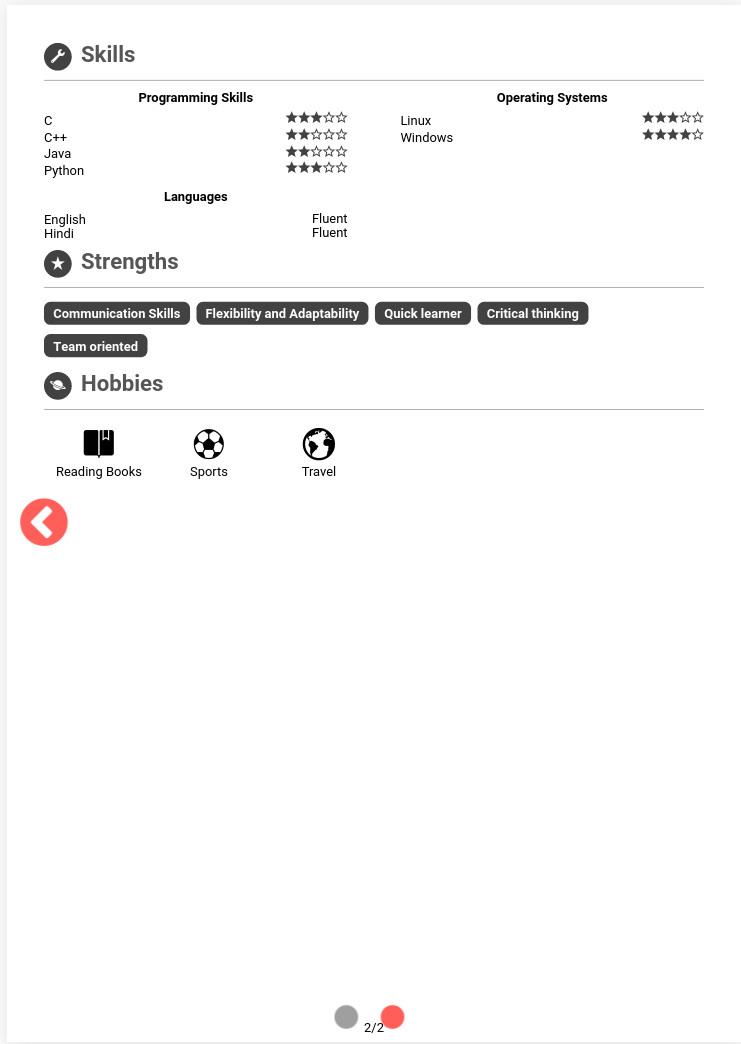 Skills
Programming Skills
C
C++
Java
Python
Operating Systems
Linux
Windows
Languages
English Fluent
Hindi Fluent
Strengths
Communication Skills Flexibility and Adaptability Quick learner Critical thinking
Team oriented
Hobbies
Reading Books Sports Travel
2/2